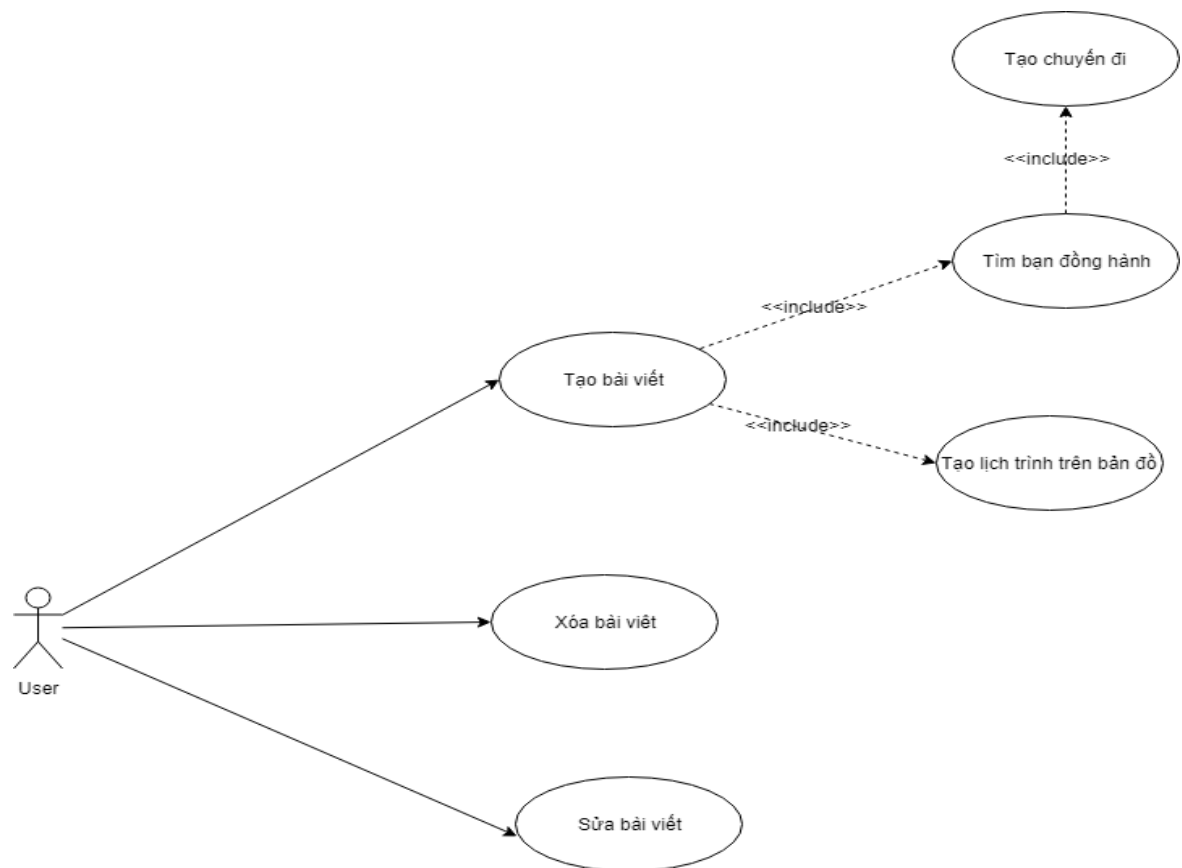 Tạo chuyến đi
<<include>>
Tìm bạn đồng hành
<<include>>
Tạo bài viết
<<include>>
Tạo lịch trình trên bản đồ
Xóa bài viêt
User
Sửa bài viết